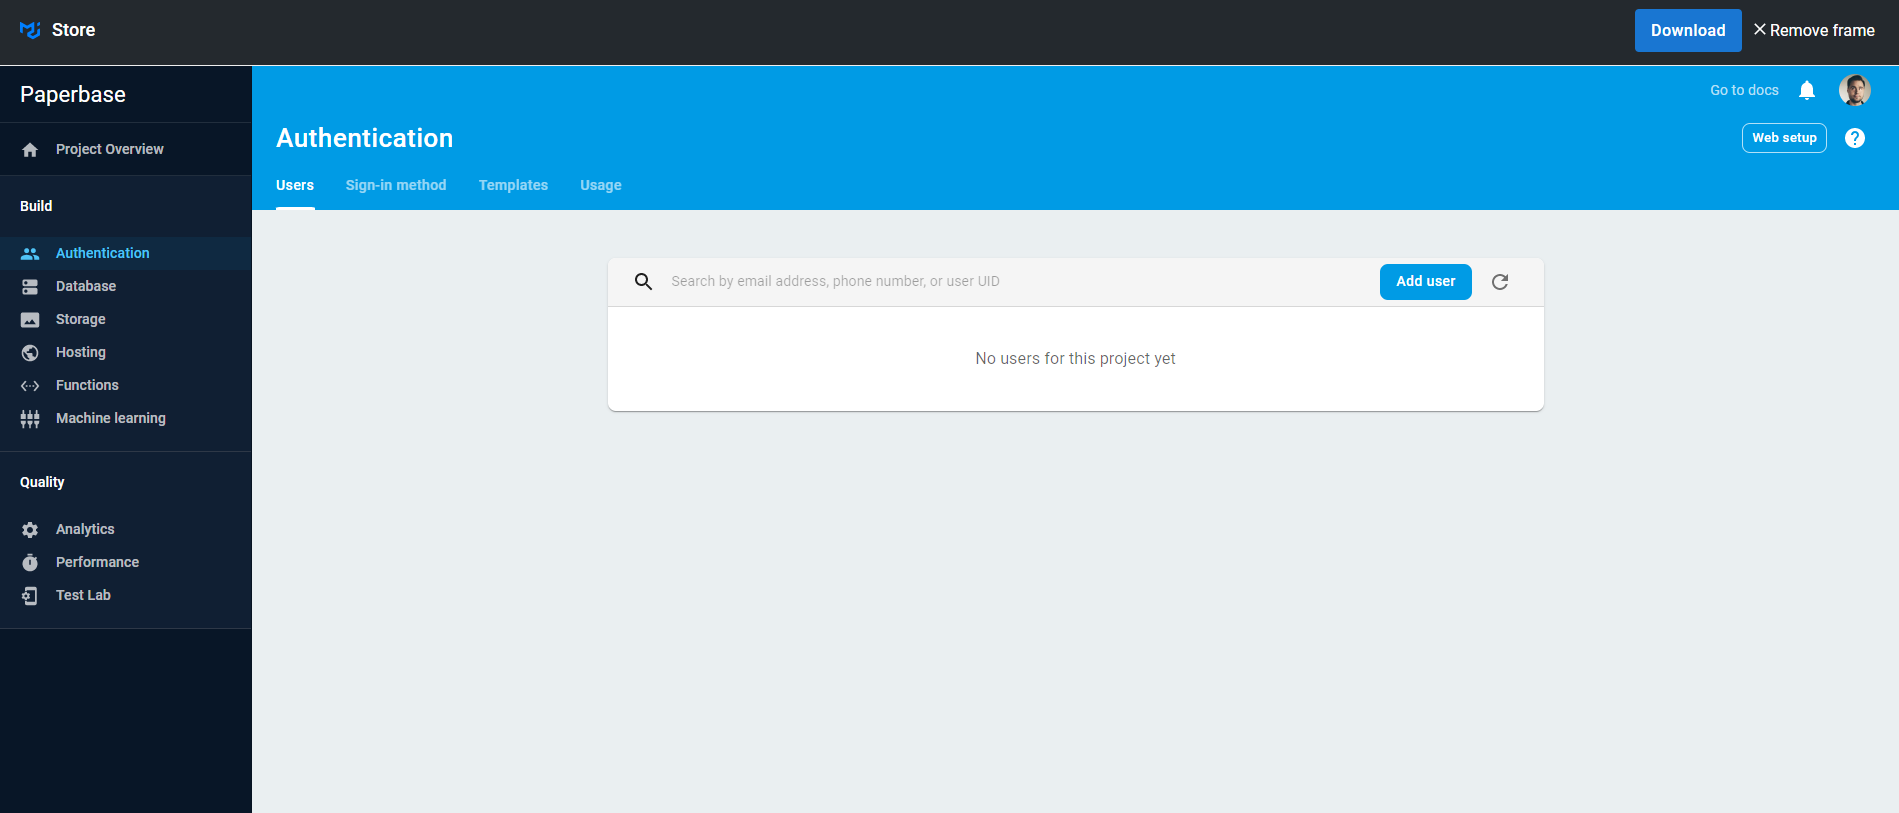 Store
Download
Remove frame
Paperbase
Go to docs
Project Overview
Authentication
Web setup
Users
Sign-in method
Templates
Usage
Build
Authentication
Database
Storage
Hosting
Functions
Machine learning
Search by email address, phone number, or user UID
Add user
No users for this project yet
Quality
Analytics
Performance
Test Lab